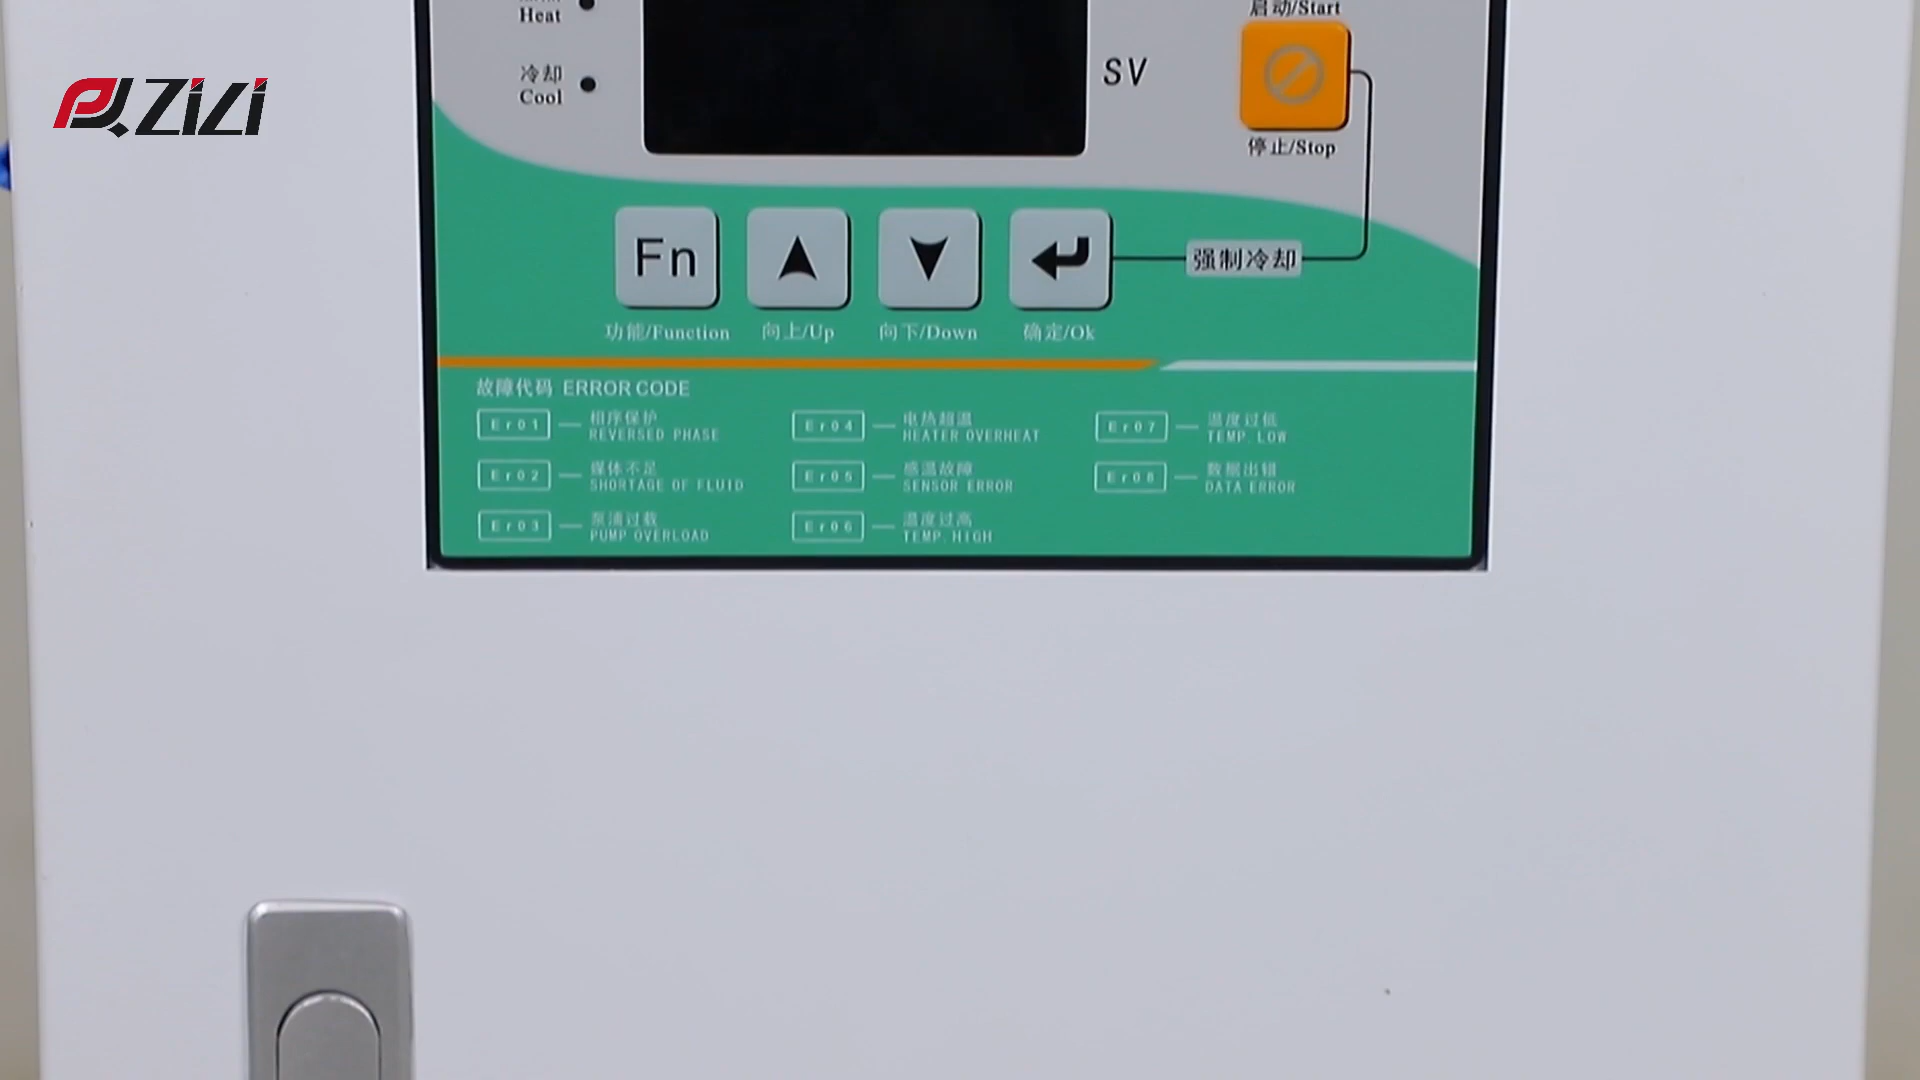 Heat
启动/Start
ZILI
冷却
Cool
SV
停止/Stop
Fn
强制冷却
功能/Function
向上/Up
向下/Down
确定/Ok
故障代码 ERROR CODE
Er01
相序保护
REVERSED PHASE
Er04
电热超温
HEATER OVERHEAT
Er07
温度过低
TEMP. LOW
Er02
媒体不足
SHORTAGE OF FLUID
Er05
感温故障
SENSOR ERROR
Er08
数据出错
DATA ERROR
Er03
泵浦过载
PUMP OVERLOAD
Er06
温度过高
TEMP. HIGH